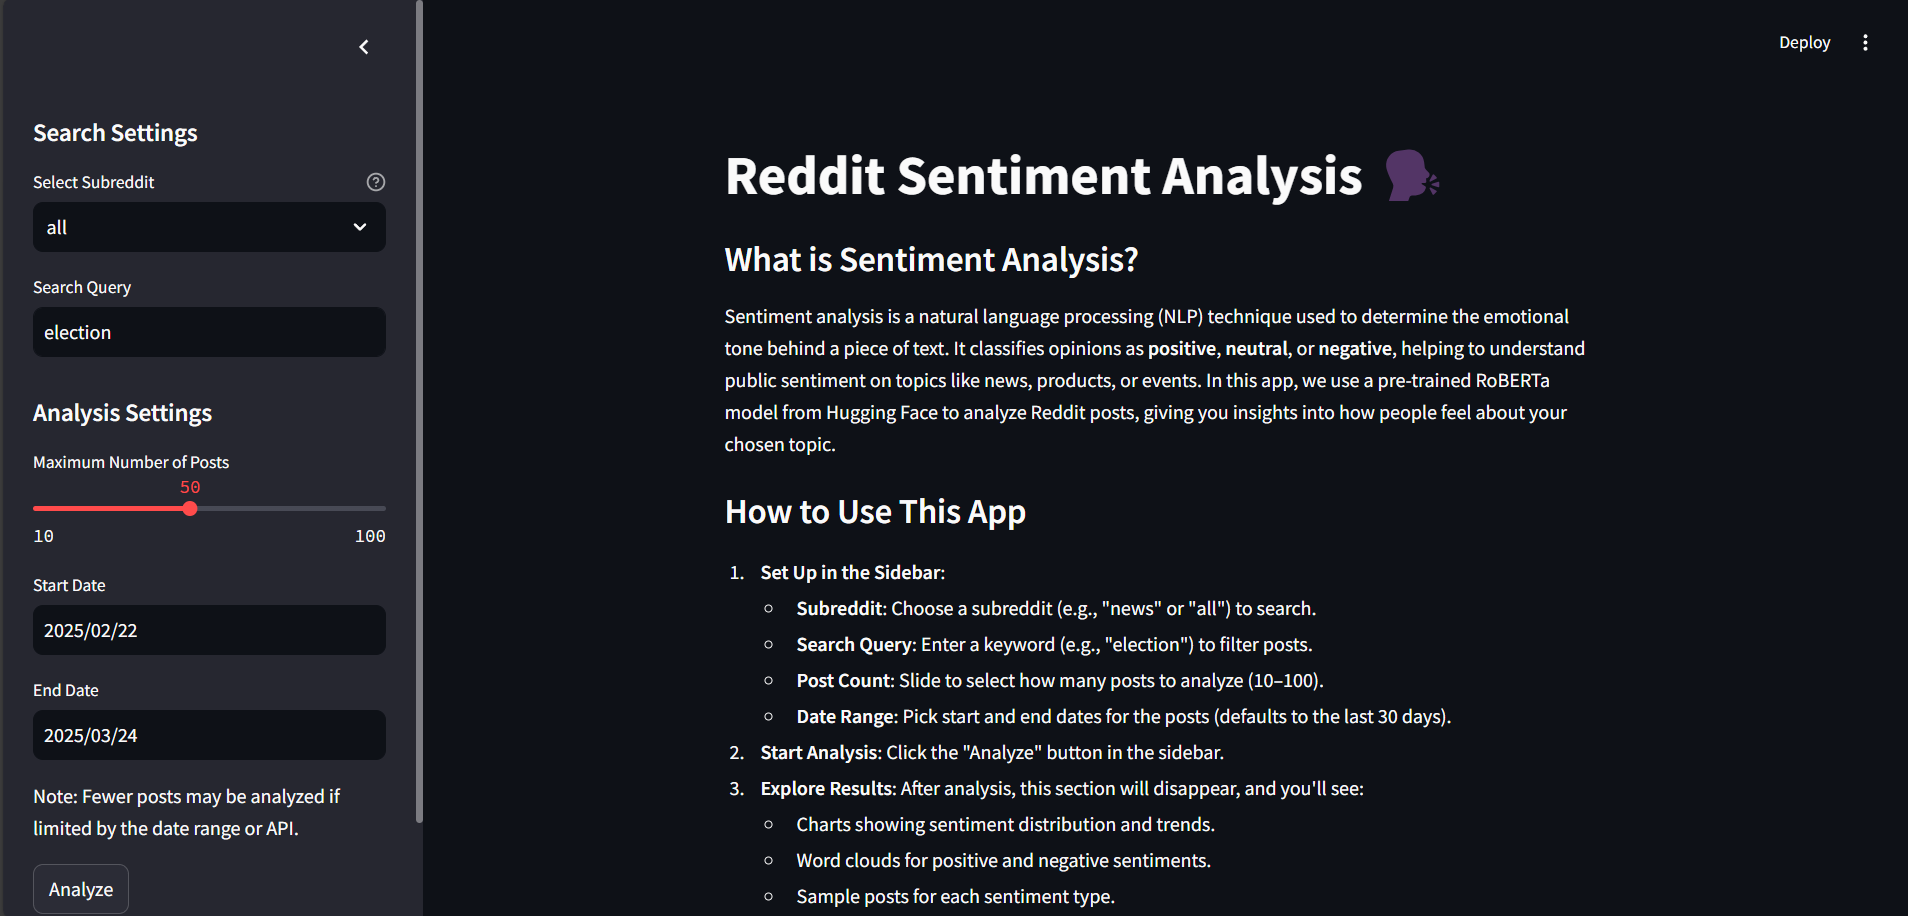 Deploy
Search Settings
Select Subreddit
all
Search Query
election
Analysis Settings
Maximum Number of Posts
50
10 100
Start Date
2025/02/22
End Date
2025/03/24
Note: Fewer posts may be analyzed if
limited by the date range or API.
Analyze
Reddit Sentiment Analysis
What is Sentiment Analysis?
Sentiment analysis is a natural language processing (NLP) technique used to determine the emotional
tone behind a piece of text. It classifies opinions as positive, neutral, or negative, helping to understand
public sentiment on topics like news, products, or events. In this app, we use a pre-trained RoBERTa
model from Hugging Face to analyze Reddit posts, giving you insights into how people feel about your
chosen topic.
How to Use This App
1. Set Up in the Sidebar:
Subreddit: Choose a subreddit (e.g., "news" or "all") to search.
Search Query: Enter a keyword (e.g., "election") to filter posts.
Post Count: Slide to select how many posts to analyze (10–100).
Date Range: Pick start and end dates for the posts (defaults to the last 30 days).
2. Start Analysis: Click the "Analyze" button in the sidebar.
3. Explore Results: After analysis, this section will disappear, and you'll see:
Charts showing sentiment distribution and trends.
Word clouds for positive and negative sentiments.
Sample posts for each sentiment type.